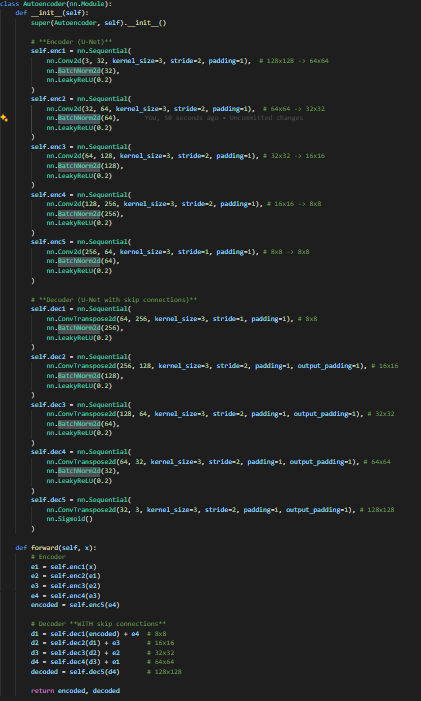 class Autoencoder(nn.Module):
    def __init__(self):
        super(Autoencoder, self).__init__()

        # **Encoder (U-Net)**
        self.enc1 = nn.Sequential(
            nn.Conv2d(3, 32, kernel_size=3, stride=2, padding=1),  # 128x128 -> 64x64
            nn.BatchNorm2d(32),
            nn.LeakyReLU(0.2)
        )
        self.enc2 = nn.Sequential(
            nn.Conv2d(32, 64, kernel_size=3, stride=2, padding=1),  # 64x64 -> 32x32
            nn.BatchNorm2d(64),     You, 58 seconds ago • Uncommitted changes
            nn.LeakyReLU(0.2)
        )
        self.enc3 = nn.Sequential(
            nn.Conv2d(64, 128, kernel_size=3, stride=2, padding=1), # 32x32 -> 16x16
            nn.BatchNorm2d(128),
            nn.LeakyReLU(0.2)
        )
        self.enc4 = nn.Sequential(
            nn.Conv2d(128, 256, kernel_size=3, stride=2, padding=1), # 16x16 -> 8x8
            nn.BatchNorm2d(256),
            nn.LeakyReLU(0.2)
        )
        self.enc5 = nn.Sequential(
            nn.Conv2d(256, 64, kernel_size=3, stride=1, padding=1), # 8x8 -> 8x8
            nn.BatchNorm2d(64),
            nn.LeakyReLU(0.2)
        )

        # **Decoder (U-Net with skip connections)**
        self.dec1 = nn.Sequential(
            nn.ConvTranspose2d(64, 256, kernel_size=3, stride=1, padding=1), # 8x8
            nn.BatchNorm2d(256),
            nn.LeakyReLU(0.2)
        )
        self.dec2 = nn.Sequential(
            nn.ConvTranspose2d(256, 128, kernel_size=3, stride=2, padding=1, output_padding=1), # 16x16
            nn.BatchNorm2d(128),
            nn.LeakyReLU(0.2)
        )
        self.dec3 = nn.Sequential(
            nn.ConvTranspose2d(128, 64, kernel_size=3, stride=2, padding=1, output_padding=1), # 32x32
            nn.BatchNorm2d(64),
            nn.LeakyReLU(0.2)
        )
        self.dec4 = nn.Sequential(
            nn.ConvTranspose2d(64, 32, kernel_size=3, stride=2, padding=1, output_padding=1), # 64x64
            nn.BatchNorm2d(32),
            nn.LeakyReLU(0.2)
        )
        self.dec5 = nn.Sequential(
            nn.ConvTranspose2d(32, 3, kernel_size=3, stride=2, padding=1, output_padding=1), # 128x128
            nn.Sigmoid()
        )

    def forward(self, x):
        # Encoder
        e1 = self.enc1(x)
        e2 = self.enc2(e1)
        e3 = self.enc3(e2)
        e4 = self.enc4(e3)
        encoded = self.enc5(e4)

        # Decoder **WITH skip connections**
        d1 = self.dec1(encoded) + e4  # 8x8
        d2 = self.dec2(d1) + e3       # 16x16
        d3 = self.dec3(d2) + e2       # 32x32
        d4 = self.dec4(d3) + e1       # 64x64
        decoded = self.dec5(d4)       # 128x128

        return encoded, decoded